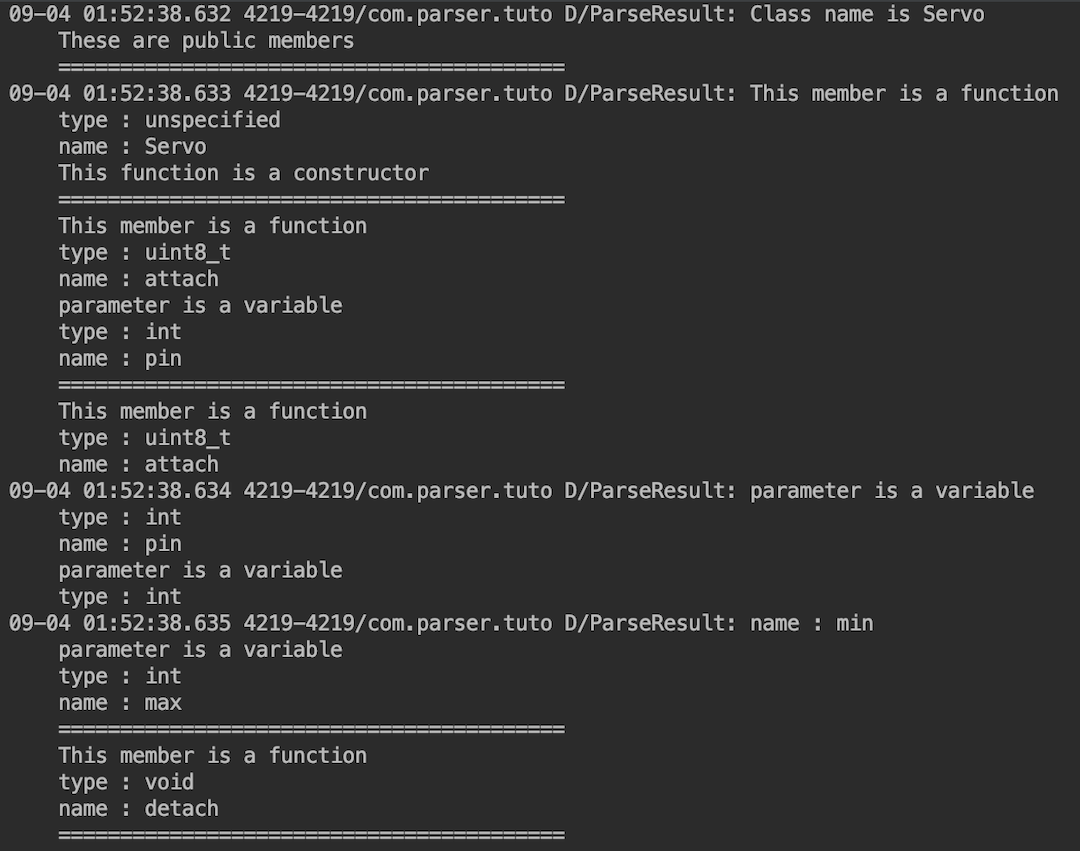 09-04 01:52:38.632 4219-4219/com.parser.tuto D/ParseResult: Class name is Servo
These are public members
=========================================
09-04 01:52:38.633 4219-4219/com.parser.tuto D/ParseResult: This member is a function
type : unspecified
name : Servo
This function is a constructor
=========================================
This member is a function
type : uint8_t
name : attach
parameter is a variable
type : int
name : pin
=========================================
This member is a function
type : uint8_t
name : attach
09-04 01:52:38.634 4219-4219/com.parser.tuto D/ParseResult: parameter is a variable
type : int
name : pin
parameter is a variable
type : int
09-04 01:52:38.635 4219-4219/com.parser.tuto D/ParseResult: name : min
parameter is a variable
type : int
name : max
=========================================
This member is a function
type : void
name : detach
=========================================